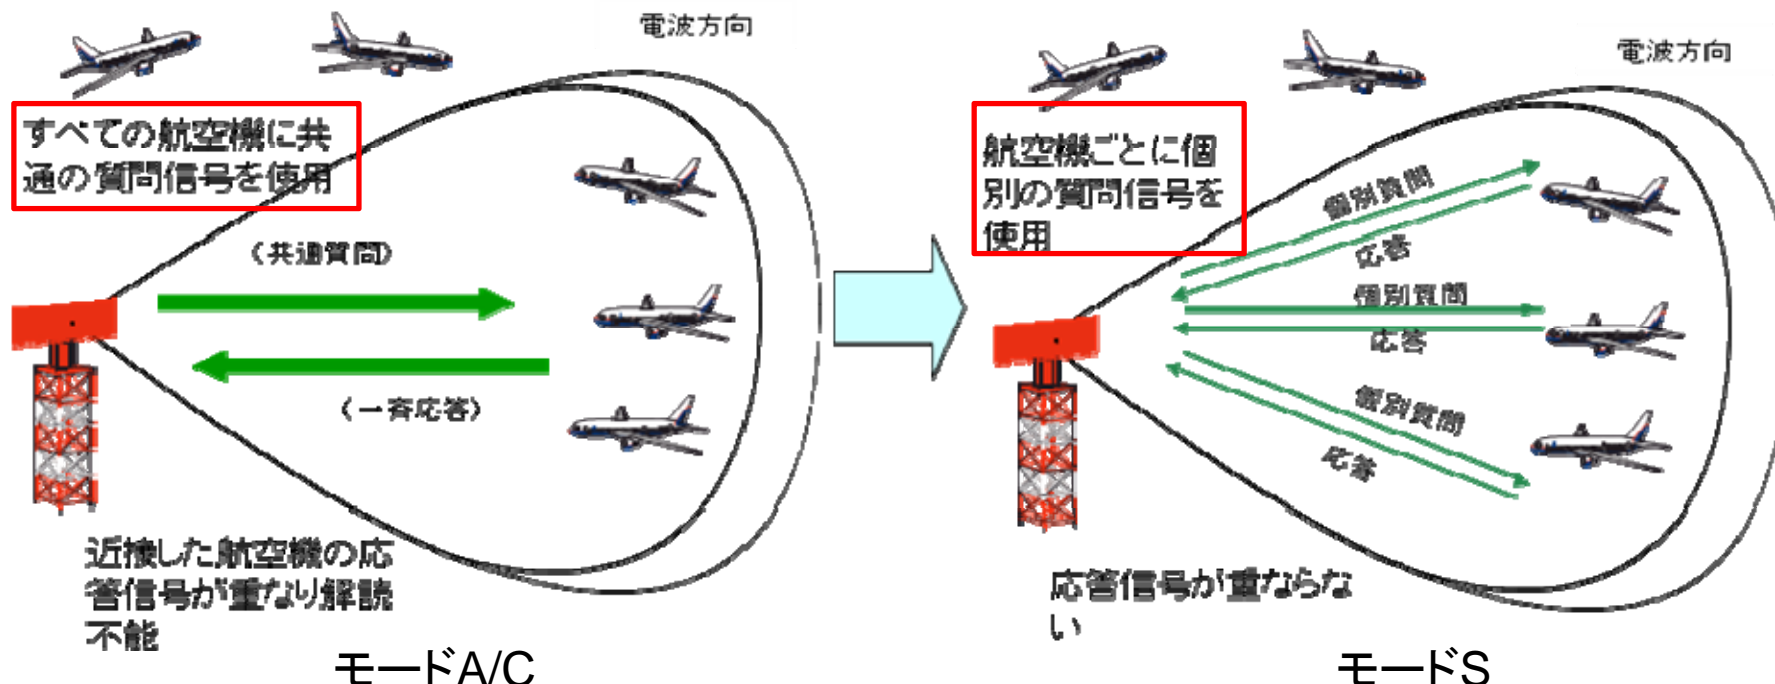 電波方向
すべての航空機に共
通の質問信号を使用
(共通質問)
(一斉応答)
近接した航空機の応
答信号が重なり解読
不能
モードA/C
電波方向
航空機ごとに個
別の質問信号を
使用
個別質問
応答
個別質問
応答
個別質問
応答
応答信号が重ならな
い
モードS